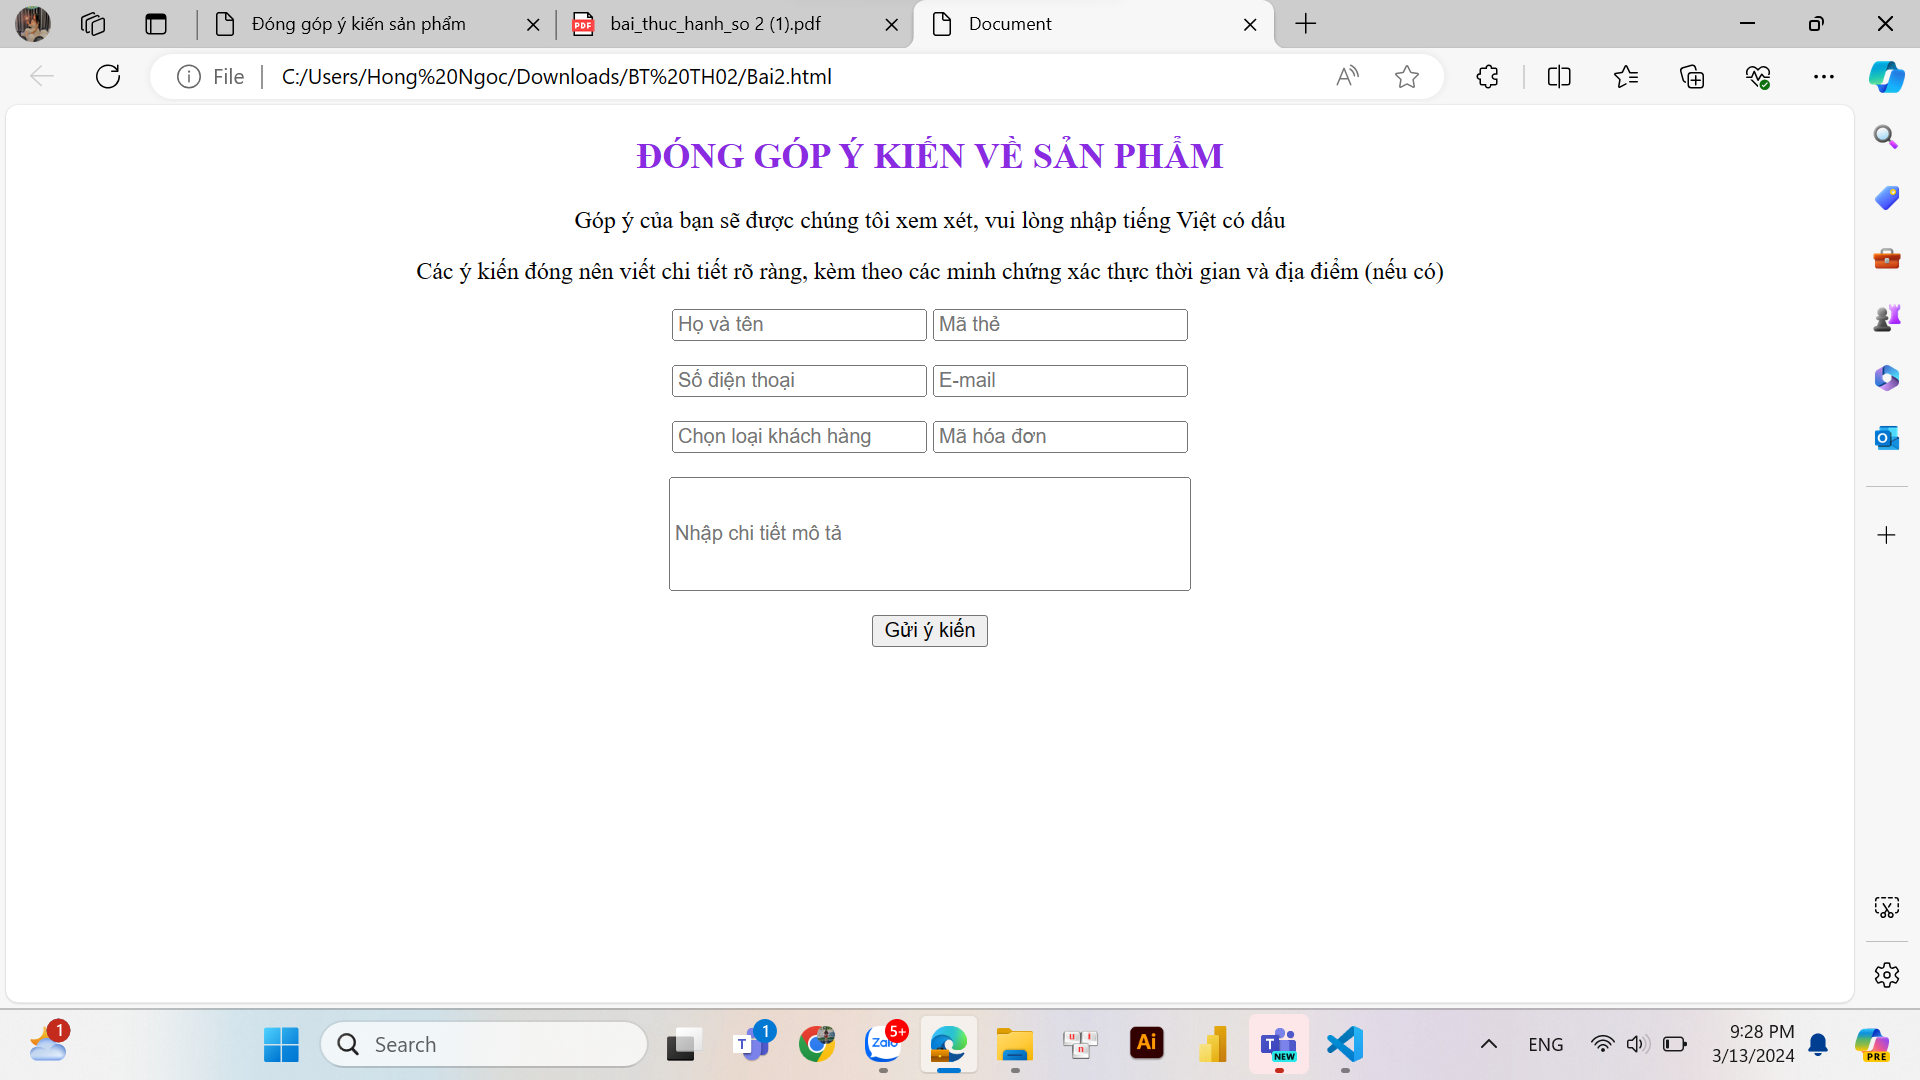 Đóng góp ý kiến sản phẩm
bai_thuc_hanh_so 2 (1).pdf
Document
File
C:/Users/Hong%20Ngoc/Downloads/BT%20TH02/Bai2.html
ĐÓNG GÓP Ý KIẾN VỀ SẢN PHẨM
Góp ý của bạn sẽ được chúng tôi xem xét, vui lòng nhập tiếng Việt có dấu
Các ý kiến đóng nên viết chi tiết rõ ràng, kèm theo các minh chứng xác thực thời gian và địa điểm (nếu có)
Họ và tên Mã thẻ
Số điện thoại E-mail
Chọn loại khách hàng Mã hóa đơn
Nhập chi tiết mô tả
Gửi ý kiến
1
Search
1
Zalo
5+
Ai
NEW
ENG
9:28 PM
3/13/2024
PRE